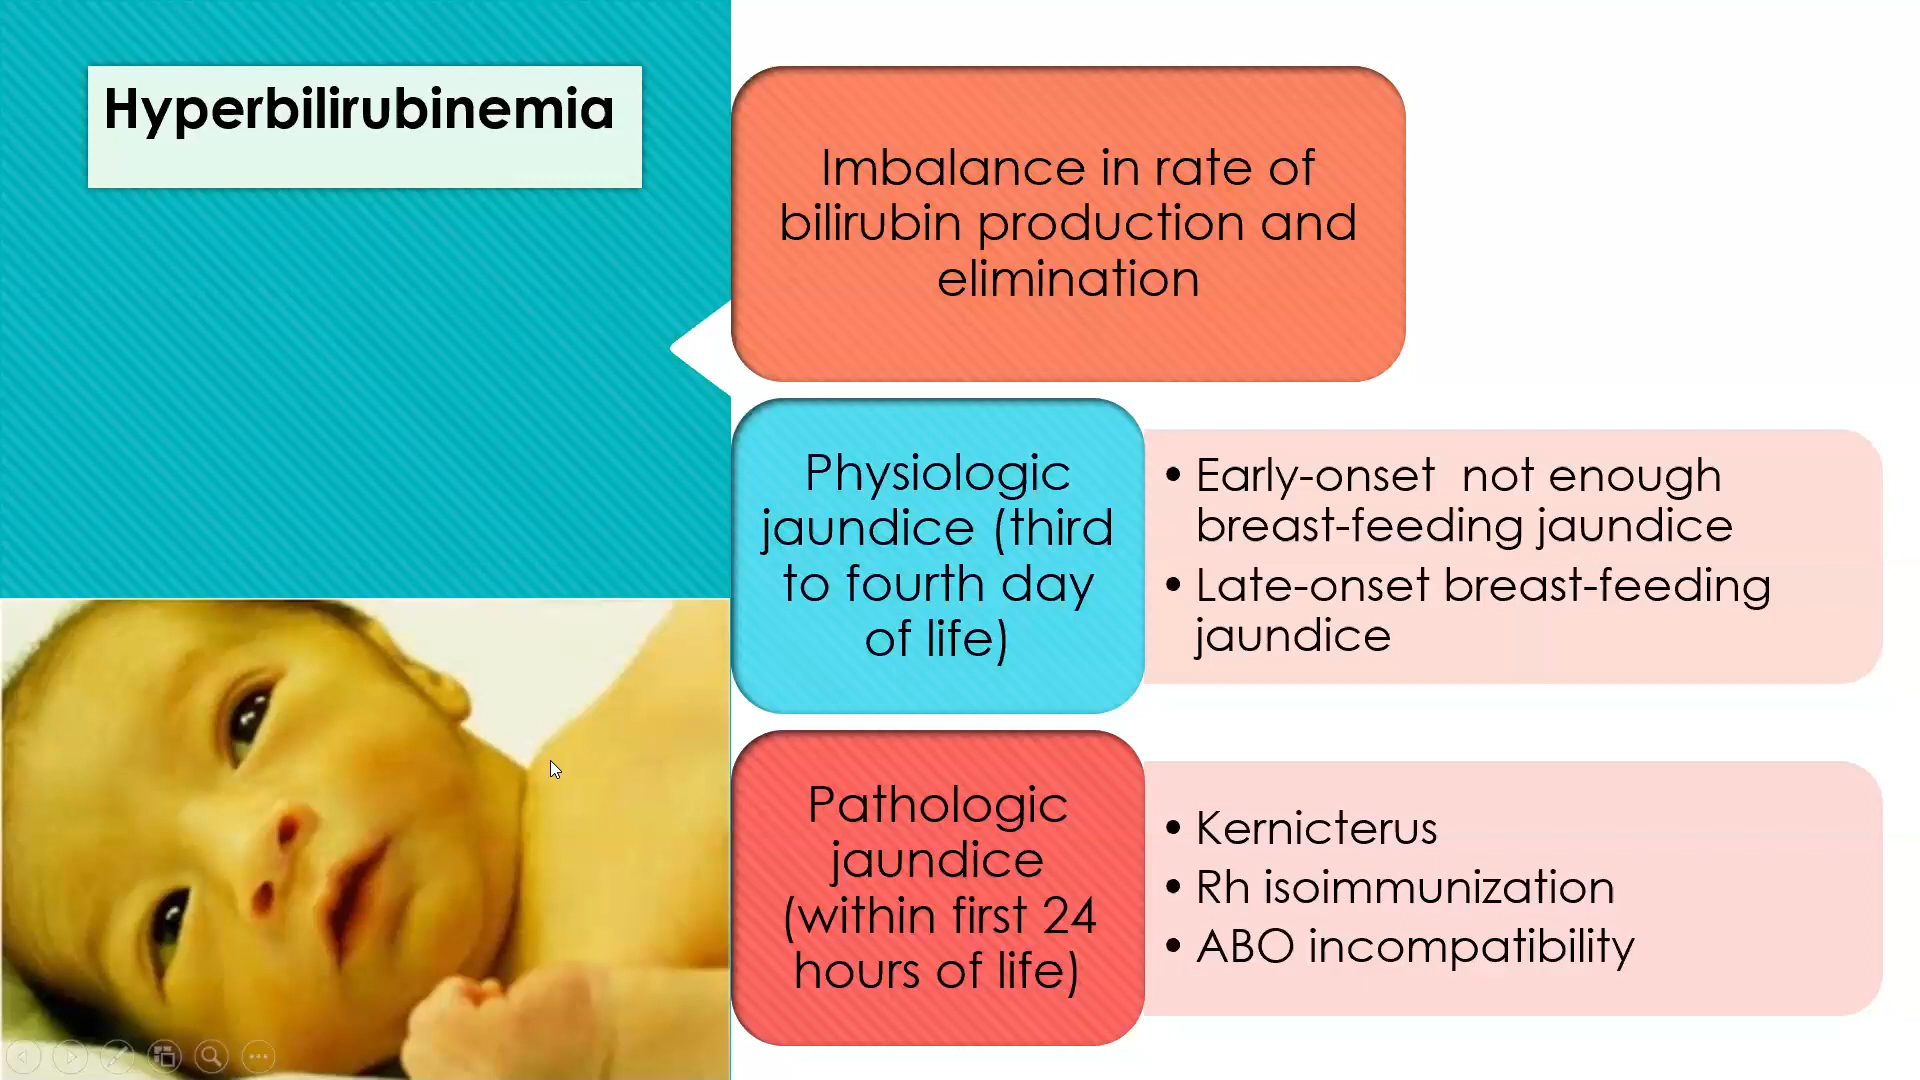 Hyperbilirubinemia
Imbalance in rate of
bilirubin production and
elimination
Physiologic
jaundice (third
to fourth day
of life)
• Early-onset  not enough
breast-feeding jaundice
• Late-onset breast-feeding
jaundice
Pathologic
jaundice
(within first 24
hours of life)
• Kernicterus
• Rh isoimmunization
• ABO incompatibility